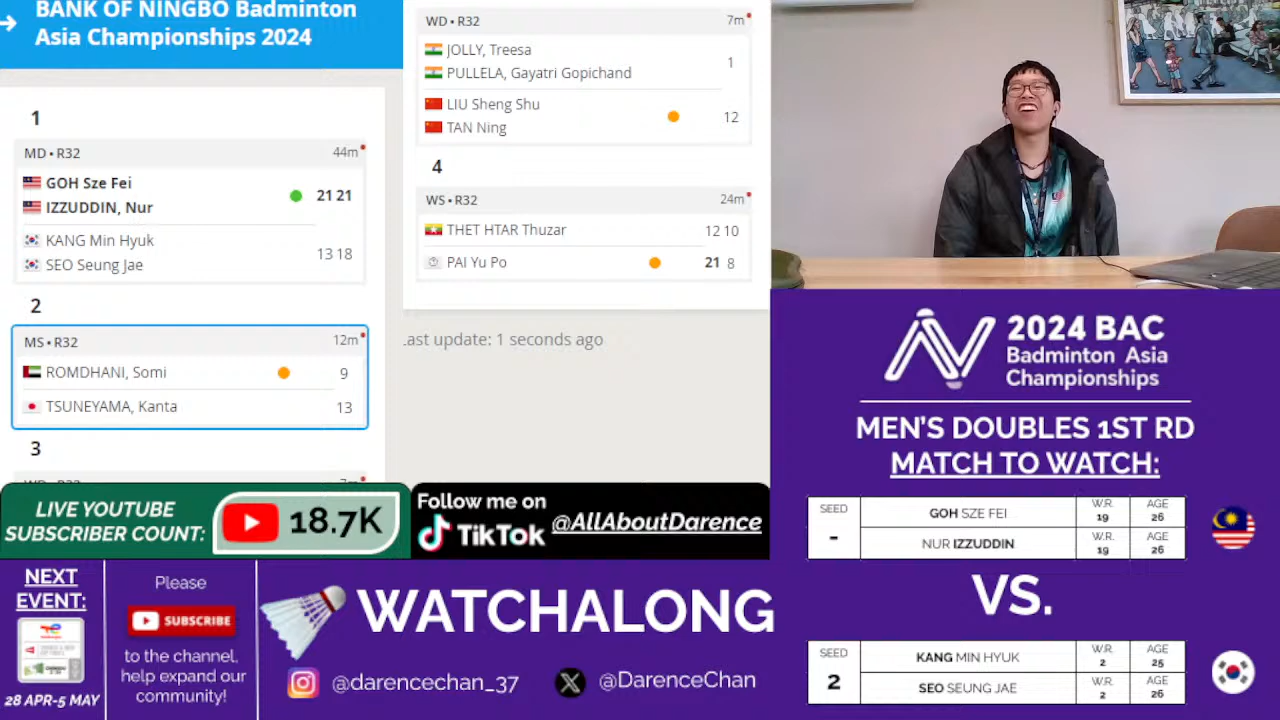 BANK OF NINGBO Badminton
Asia Championships 2024
1
MD • R32 44m
GOH Sze Fei
IZZUDDIN, Nur
21 21
KANG Min Hyuk
SEO Seung Jae
13 18
2
MS • R32 12m
ROMDHANI, Somi 9
TSUNEYAMA, Kanta 13
3
WD • R32 7m
JOLLY, Treesa
PULLELA, Gayatri Gopichand
1
LIU Sheng Shu
TAN Ning
12
4
WS • R32 24m
THET HTAR Thuzar 12 10
PAI Yu Po 21 8
ast update: 1 seconds ago
LIVE YOUTUBE
SUBSCRIBER COUNT:
18.7K
Follow me on
TikTok @AllAboutDarence
NEXT
EVENT:
28 APR-5 MAY
Please
SUBSCRIBE
to the channel,
help expand our
community!
WATCHALONG
@darencechan_37
@DarenceChan
2024 BAC
Badminton Asia
Championships
MEN'S DOUBLES 1ST RD
MATCH TO WATCH:
SEED
-
GOH SZE FEI
W.R.
19
AGE
26
NUR IZZUDDIN
W.R.
19
AGE
26
VS.
SEED
2
KANG MIN HYUK
W.R.
2
AGE
25
SEO SEUNG JAE
W.R.
2
AGE
26